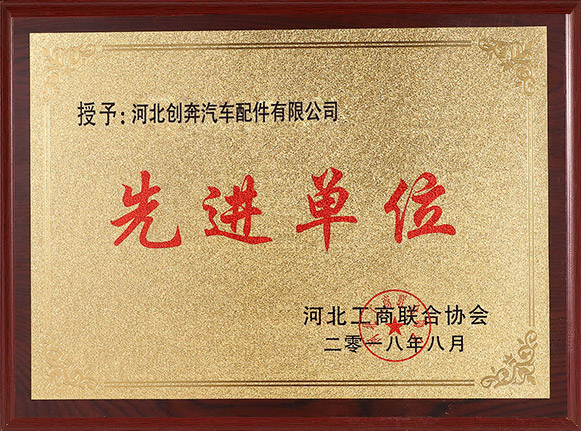 授予：河北创奔汽车配件有限公司
先进单位
河北工商联合协会
二零一八年八月